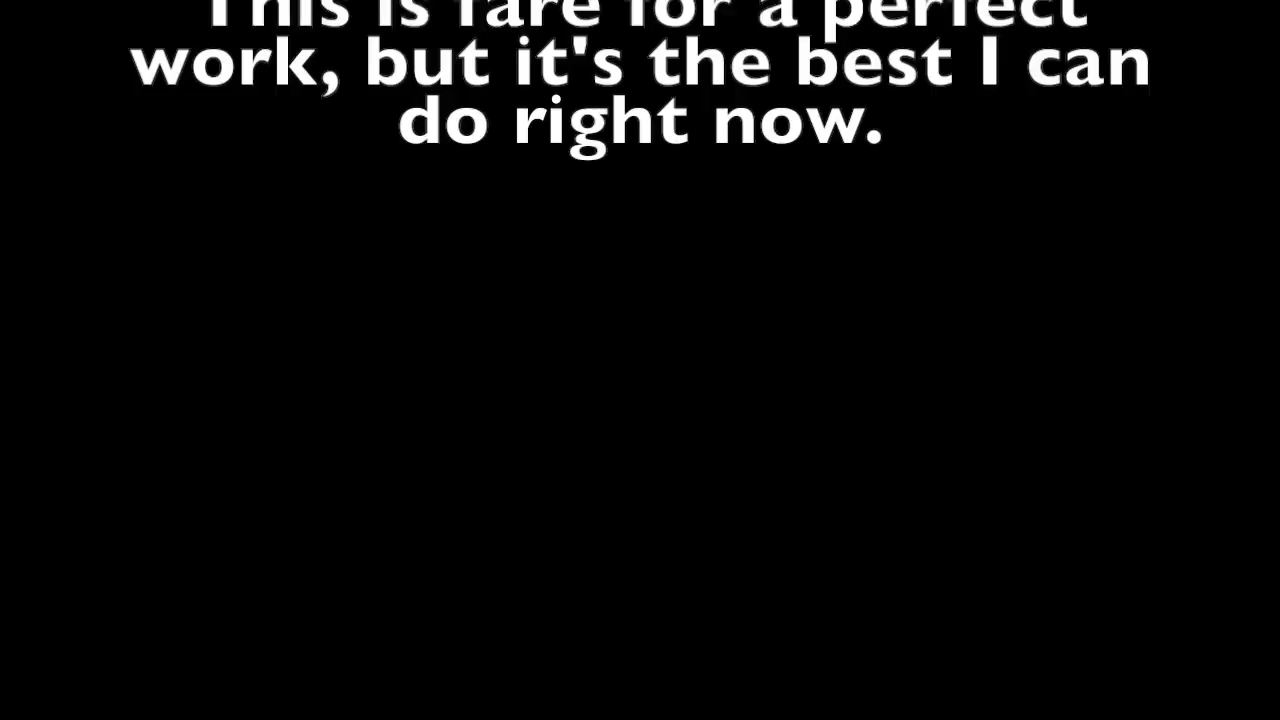 This is fare for a perfect
work, but it's the best I can
do right now.